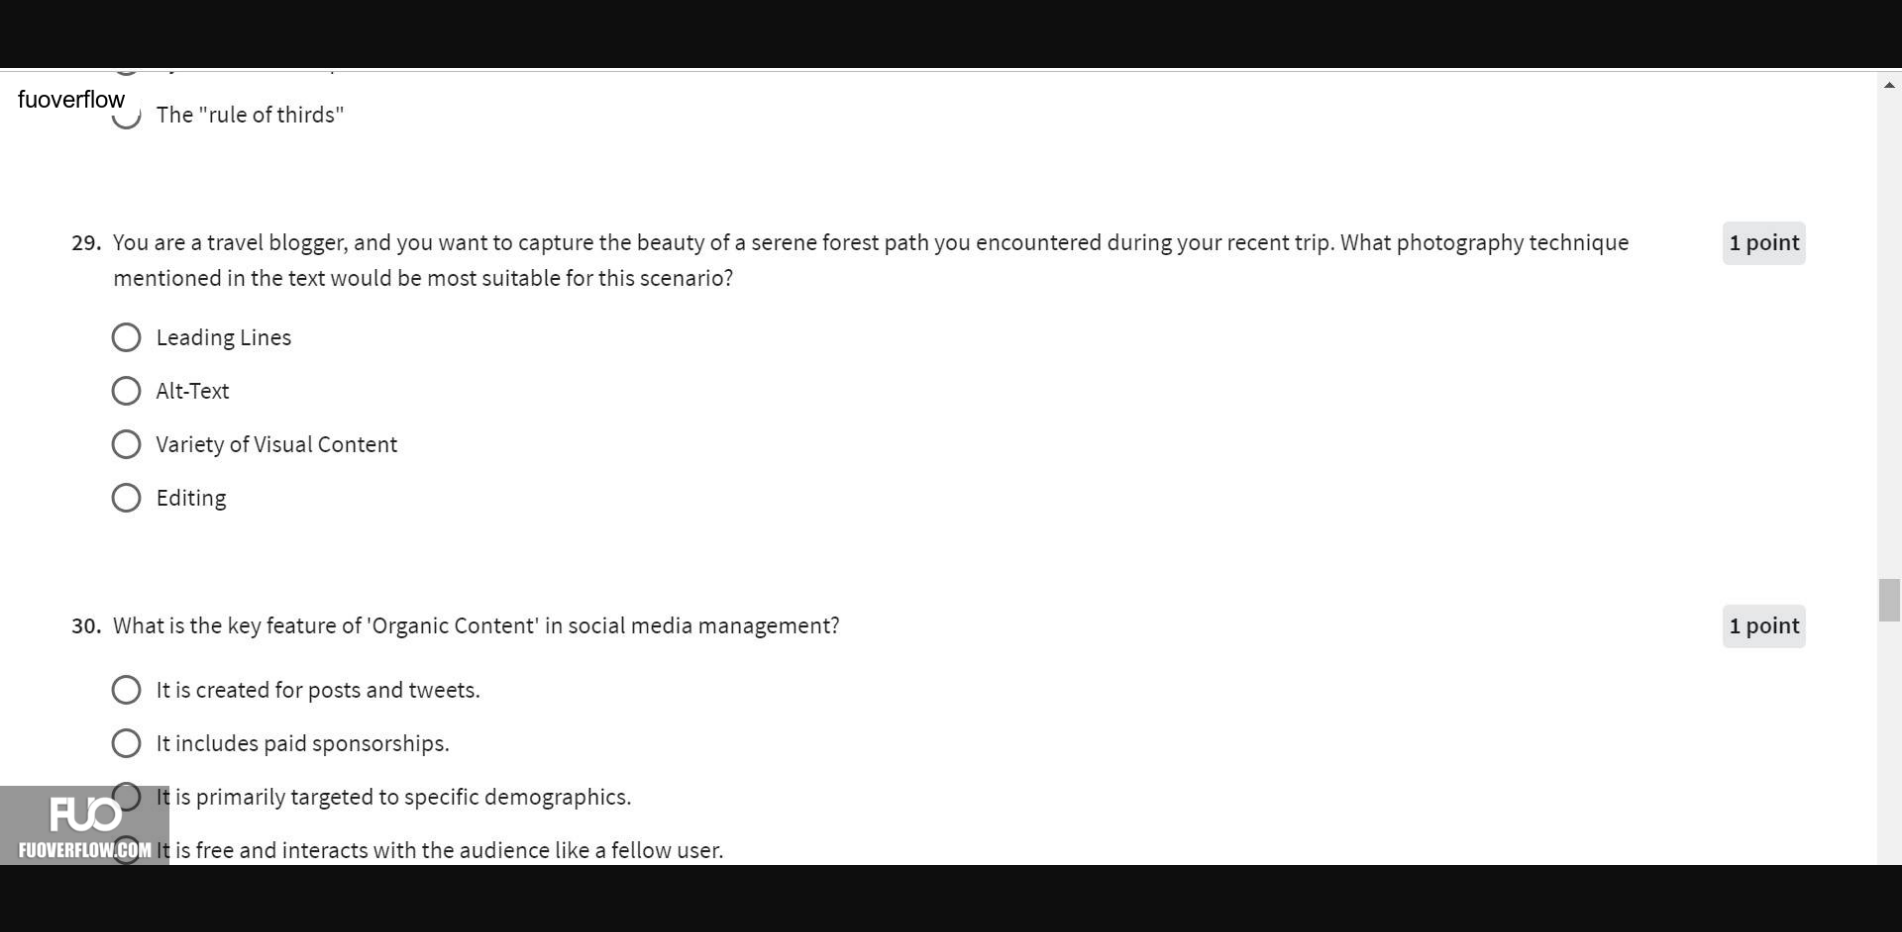 fuoverflow
The "rule of thirds"
29. You are a travel blogger, and you want to capture the beauty of a serene forest path you encountered during your recent trip. What photography technique
1 point
mentioned in the text would be most suitable for this scenario?
Leading Lines
Alt-Text
Variety of Visual Content
Editing
30. What is the key feature of 'Organic Content' in social media management?
1 point
It is created for posts and tweets.
It includes paid sponsorships.
It is primarily targeted to specific demographics.
FUO
FUOVERFLOW.COM
It is free and interacts with the audience like a fellow user.